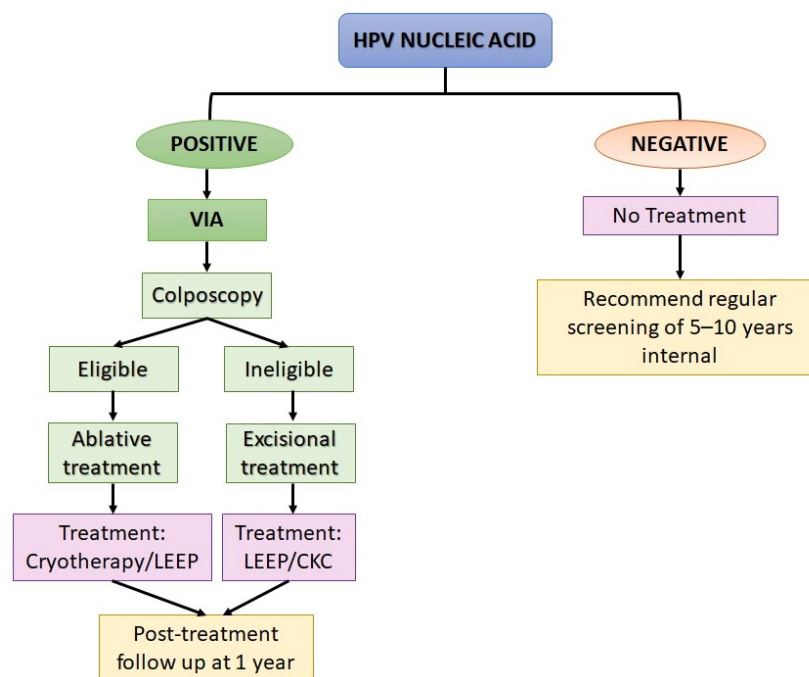 HPV NUCLEIC ACID
POSITIVE
NEGATIVE
VIA
No Treatment
Colposcopy
Recommend regular
screening of 5–10 years
internal
Eligible
Ineligible
Ablative
treatment
Excisional
treatment
Treatment:
Cryotherapy/LEEP
Treatment:
LEEP/CKC
Post-treatment
follow up at 1 year